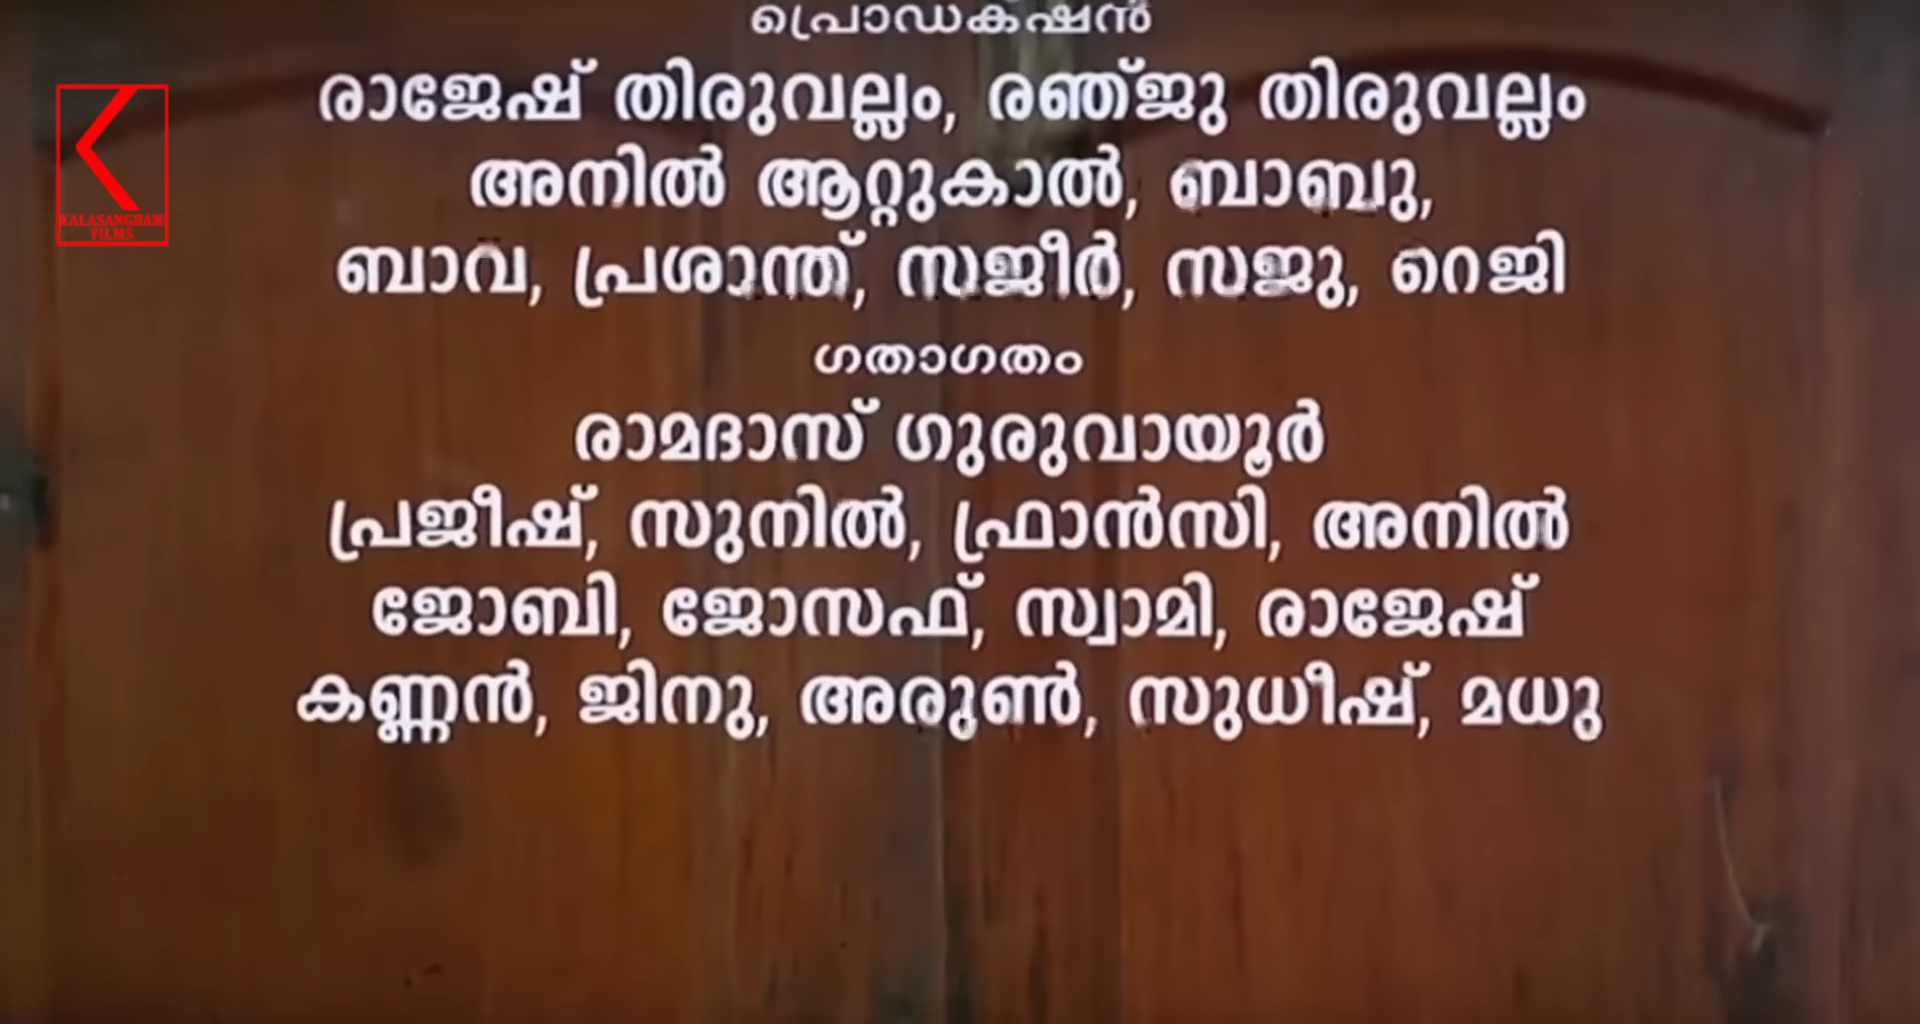 പ്രൊഡക്ഷൻ
രാജേഷ് തിരുവല്ലം, രഞ്ജു തിരുവല്ലം
അനിൽ ആറ്റുകാൽ, ബാബു,
ബാവ, പ്രശാന്ത്, സജീർ, സജു, റെജി
ഗതാഗതം
രാമദാസ് ഗുരുവായൂർ
പ്രജീഷ്, സുനിൽ, ഫ്രാൻസി, അനിൽ
ജോബി, ജോസഫ്, സ്വാമി, രാജേഷ്
കണ്ണൻ, ജിനു, അരുൺ, സുധീഷ്, മധു
KALASANGHAM
FILMS